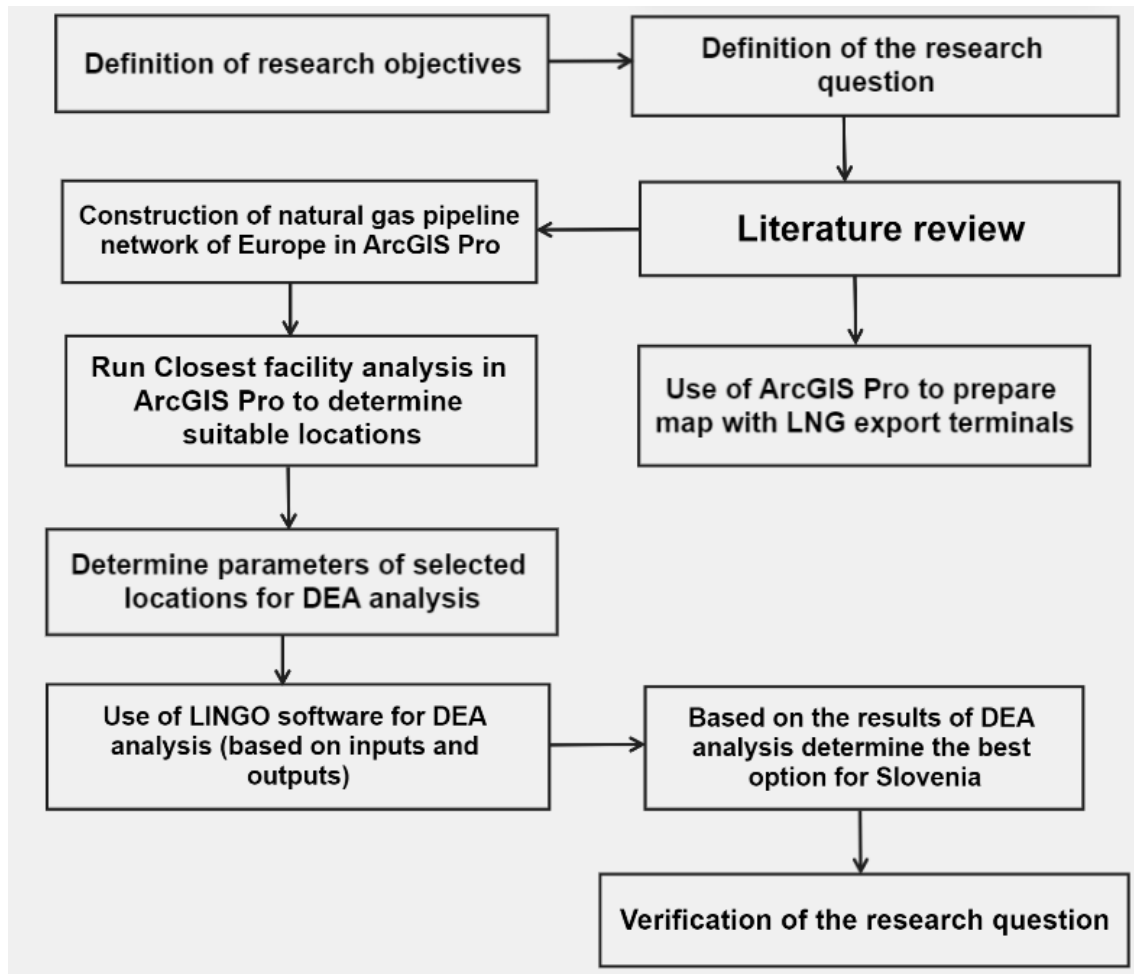 Definition of research objectives
Definition of the research
question
Literature review
Construction of natural gas pipeline
network of Europe in ArcGIS Pro
Use of ArcGIS Pro to prepare
map with LNG export terminals
Run Closest facility analysis in
ArcGIS Pro to determine
suitable locations
Determine parameters of selected
locations for DEA analysis
Use of LINGO software for DEA
analysis (based on inputs and
outputs)
Based on the results of DEA
analysis determine the best
option for Slovenia
Verification of the research question